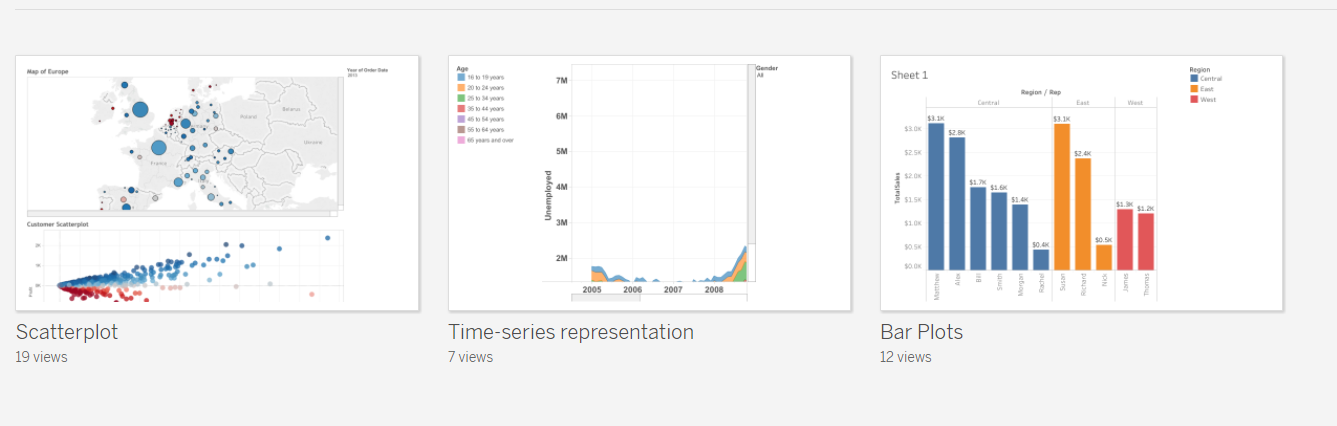 Map of Europe
Year of Order Date
Belarus
Poland
Ukraine
France
Customer Scatterplot
2K
1K
0K
Profit
Scatterplot
19 views
Age
16 to 19 years
20 to 24 years
25 to 34 years
35 to 44 years
45 to 54 years
55 to 64 years
65 years and over
Gender
All
7M
6M
5M
4M
3M
2M
Unemployed
2005 2006 2007 2008
Time-series representation
7 views
Sheet 1
Region
Central
East
West
Region / Rep
Central East West
$3.0K
$2.5K
$2.0K
$1.5K
$1.0K
$0.5K
$0.0K
TotalSales
$3.1K $2.8K $1.7K $1.6K $1.4K $0.4K $3.1K $2.4K $0.5K $1.3K $1.2K
Matthew Alex Bill Smith Morgan Rachel Susan Richard Nick James Thomas
Bar Plots
12 views